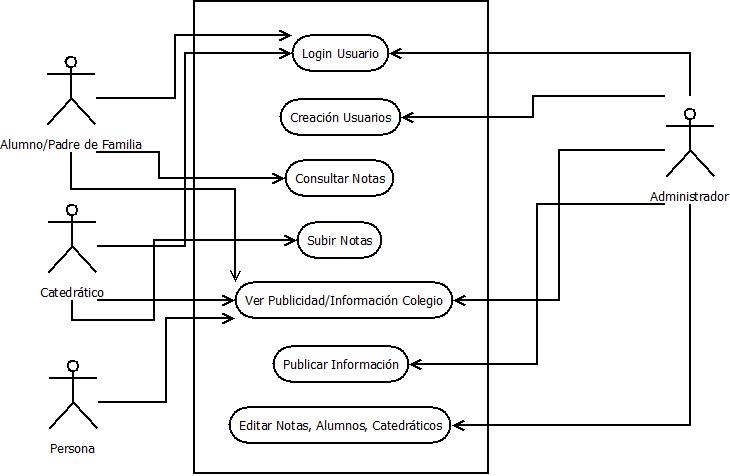 Login Usuario
Creación Usuarios
Alumno/Padre de Familia
Consultar Notas
Administrador
Subir Notas
Catedrático
Ver Publicidad/Información Colegio
Publicar Información
Editar Notas, Alumnos, Catedráticos
Persona